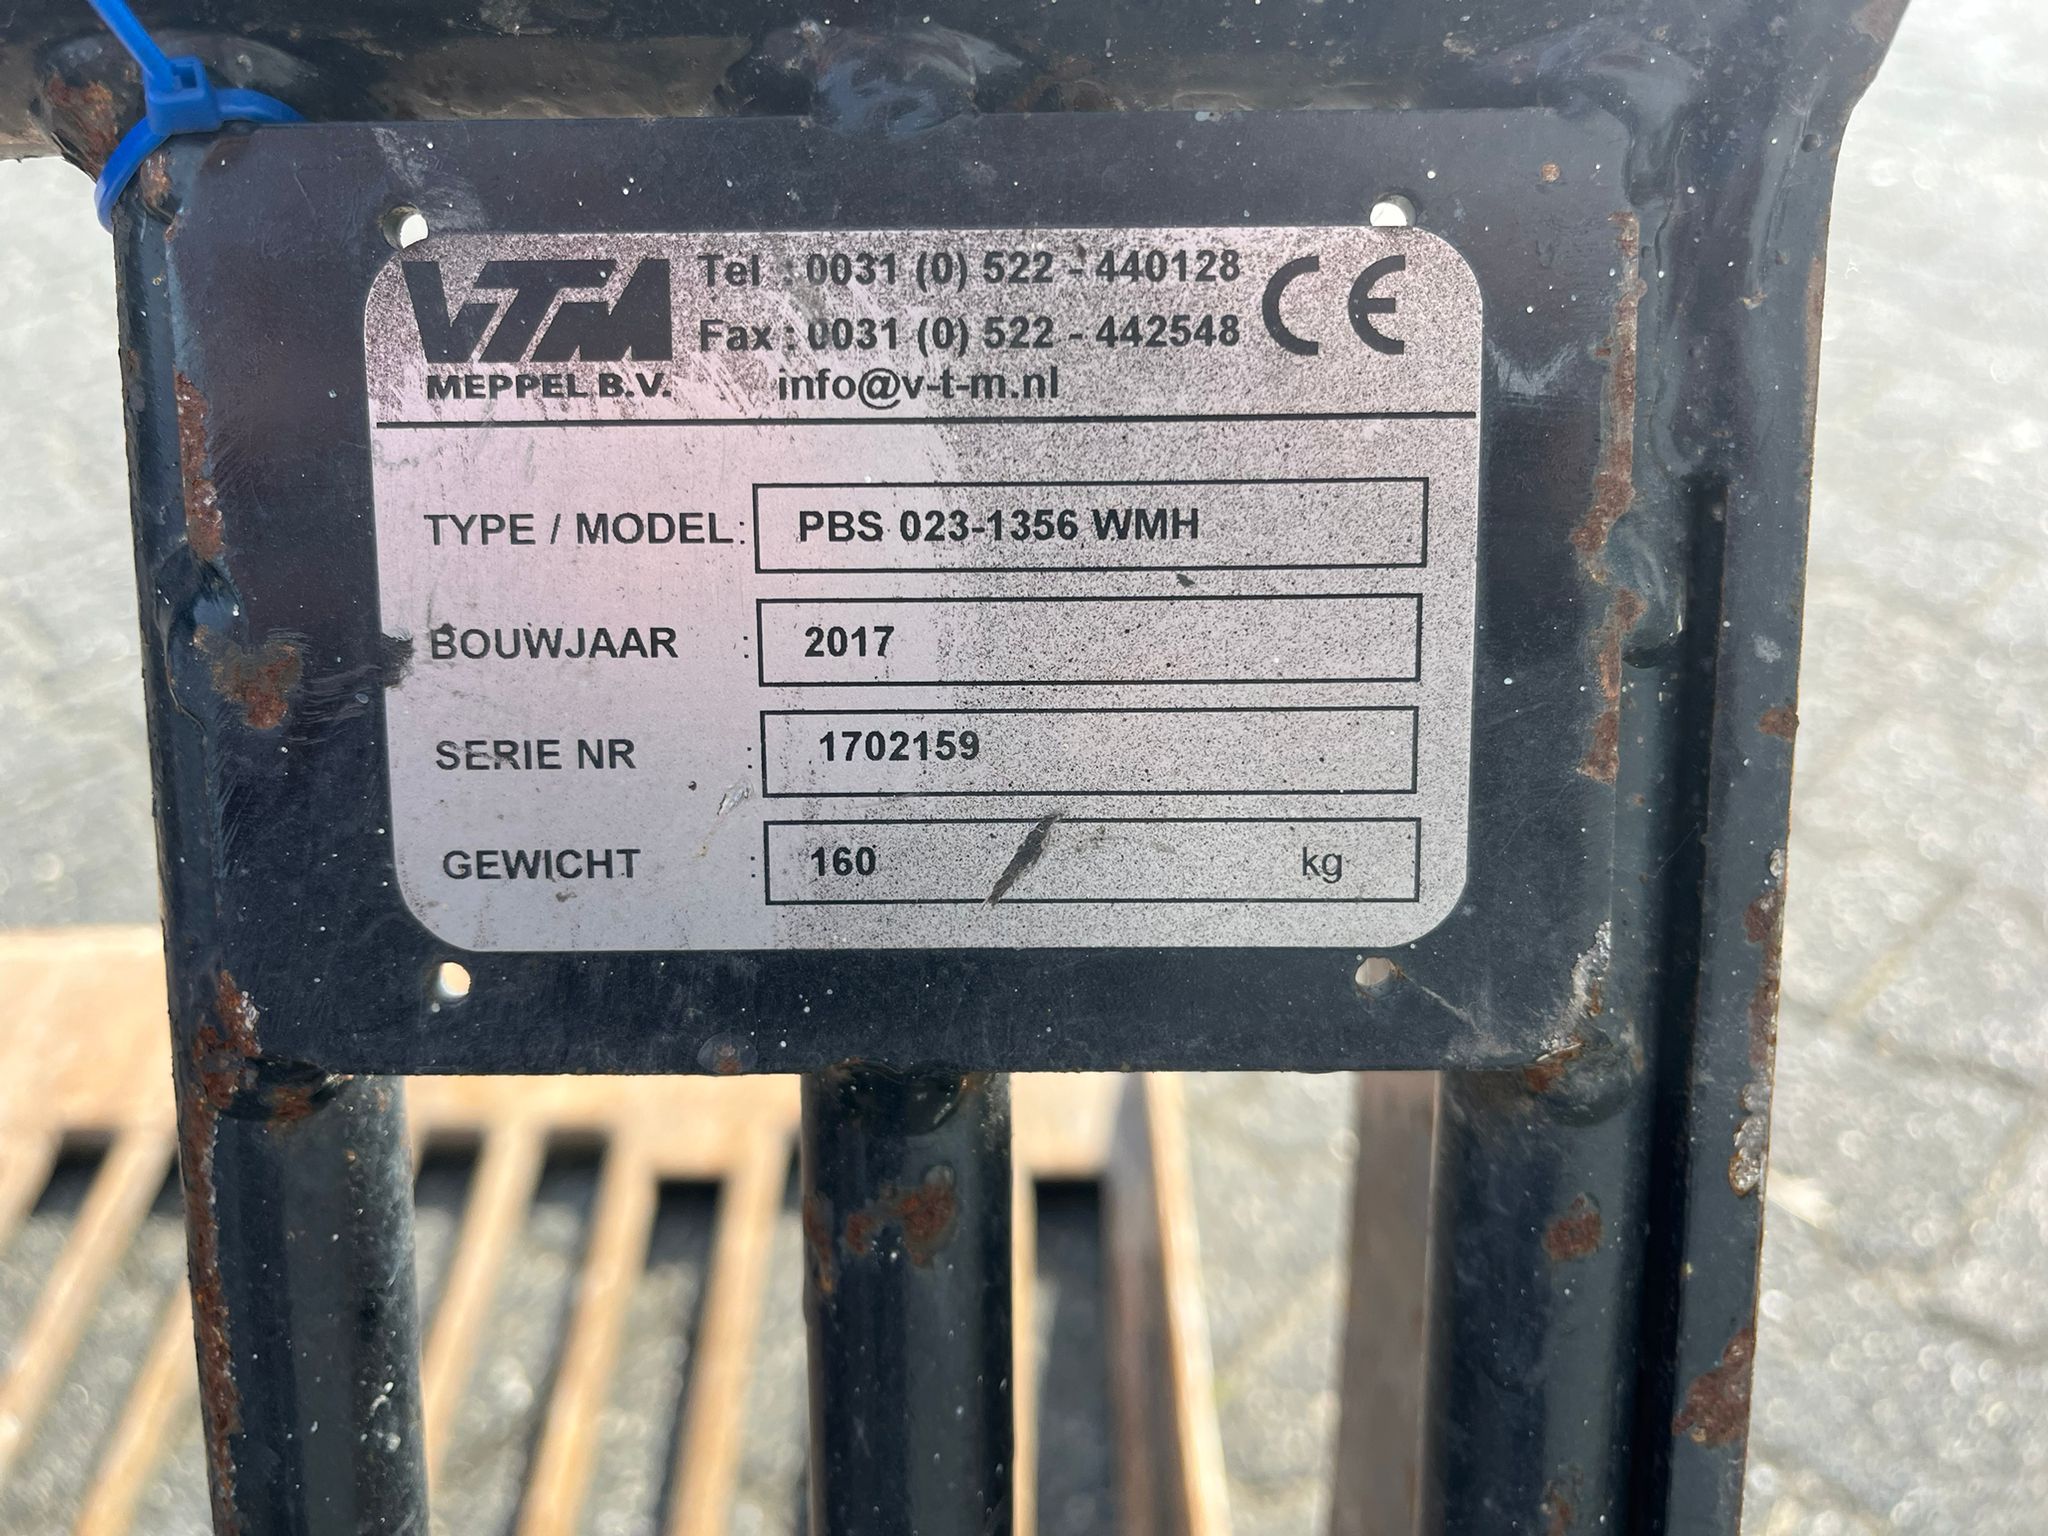 VTM
MEPPEL B.V.
Tel : 0031 (0) 522 - 440128
Fax : 0031 (0) 522 - 442548
info@v-t-m.nl
CE
TYPE / MODEL: PBS 023-1356 WMH
BOUWJAAR : 2017
SERIE NR : 1702159
GEWICHT : 160 kg